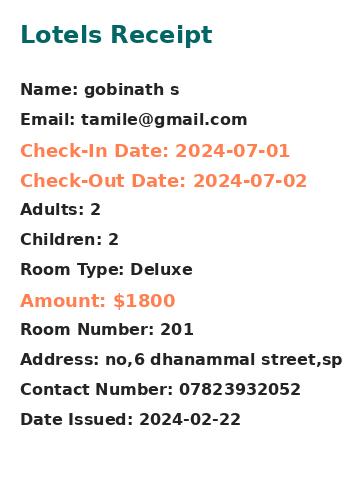 Lotels Receipt
Name: gobinath s
Email: tamile@gmail.com
Check-In Date: 2024-07-01
Check-Out Date: 2024-07-02
Adults: 2
Children: 2
Room Type: Deluxe
Amount: $1800
Room Number: 201
Address: no,6 dhanammal street,sp
Contact Number: 07823932052
Date Issued: 2024-02-22